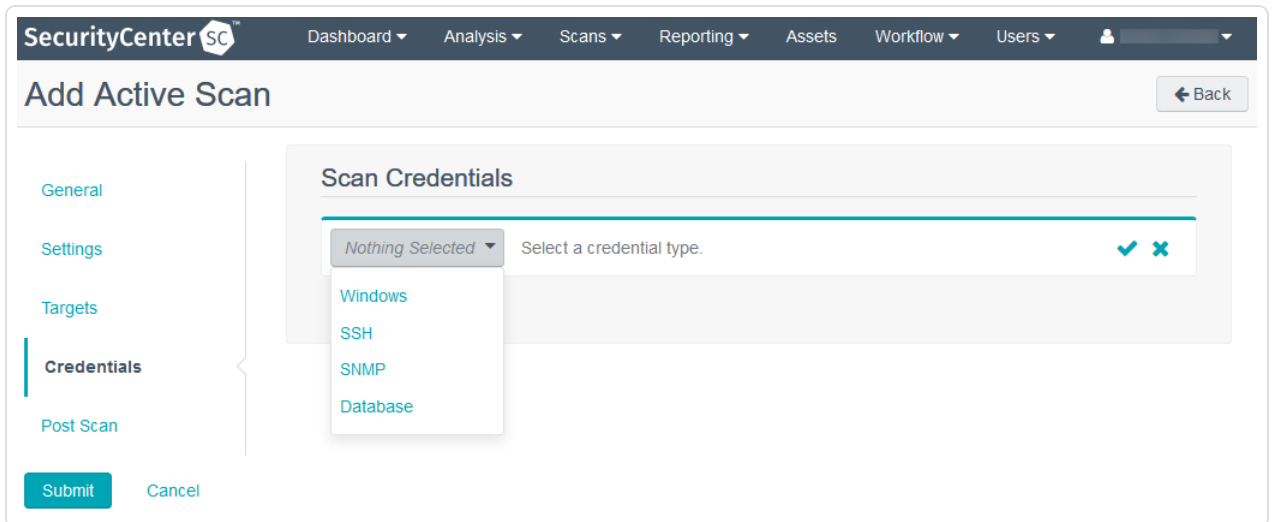 SecurityCenter SC™ Dashboard Analysis Scans Reporting Assets Workflow Users
Add Active Scan
Back
General
Settings
Targets
Credentials
Post Scan
Submit Cancel
Scan Credentials
Nothing Selected Select a credential type.
Windows
SSH
SNMP
Database